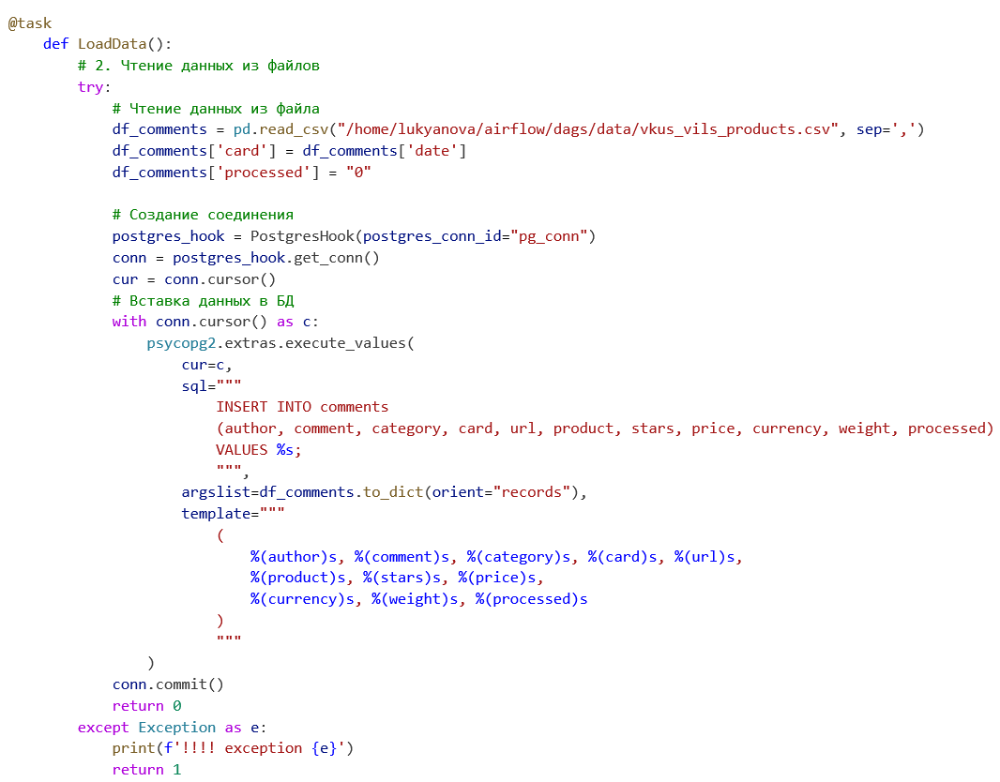 @task
    def LoadData():
        # 2. Чтение данных из файлов
        try:
            # Чтение данных из файла
            df_comments = pd.read_csv("/home/lukyanova/airflow/dags/data/vkus_vils_products.csv", sep=',')
            df_comments['card'] = df_comments['date']
            df_comments['processed'] = "0"

            # Создание соединения
            postgres_hook = PostgresHook(postgres_conn_id="pg_conn")
            conn = postgres_hook.get_conn()
            cur = conn.cursor()
            # Вставка данных в БД
            with conn.cursor() as c:
                psycopg2.extras.execute_values(
                    cur=c,
                    sql="""
                        INSERT INTO comments
                        (author, comment, category, card, url, product, stars, price, currency, weight, processed)
                        VALUES %s;
                        """,
                    argslist=df_comments.to_dict(orient="records"),
                    template="""
                        (
                            %(author)s, %(comment)s, %(category)s, %(card)s, %(url)s,
                            %(product)s, %(stars)s, %(price)s,
                            %(currency)s, %(weight)s, %(processed)s
                        )
                        """
                )
            conn.commit()
            return 0
        except Exception as e:
            print(f'!!!! exception {e}')
            return 1